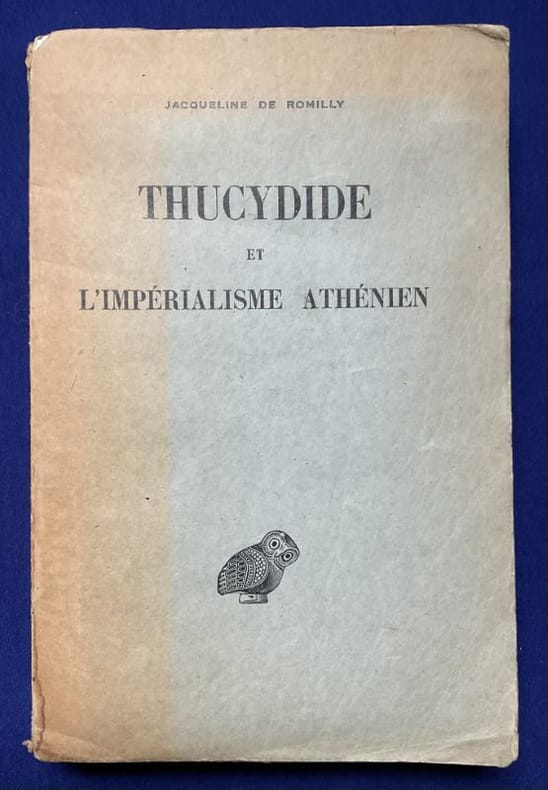 JACQUELINE DE ROMILLY
THUCYDIDE
ET
L'IMPÉRIALISME ATHÉNIEN